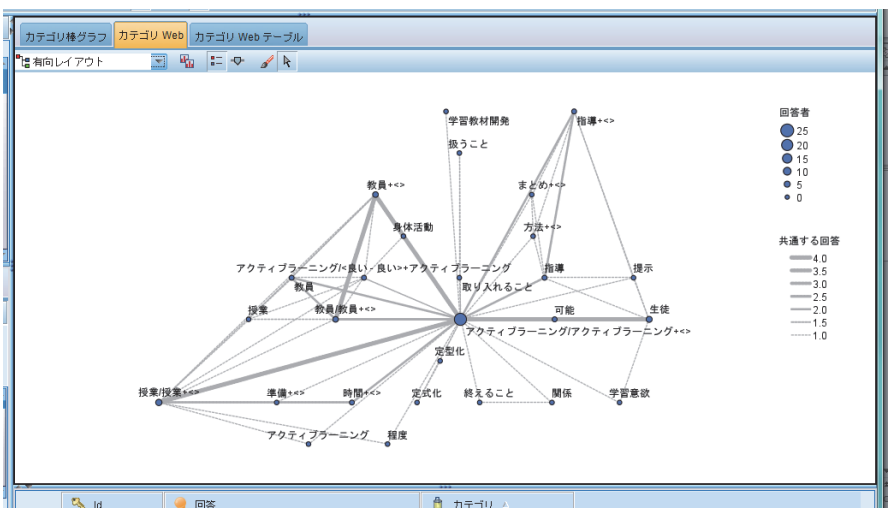 カテゴリ棒グラフ カテゴリ Web カテゴリ Web テーブル
有向レイアウト
学習教材開発
指導+<>
扱うこと
教員+<>
まとめ+<>
身体活動
方法+<>
アクティブラーニング/<良い - 良い>+アクティブラーニング
指導
提示
教員
取り入れること
授業
教員/教員+<>
可能
生徒
アクティブラーニング/アクティブラーニング+<>
定型化
授業/授業+<>
準備+<>
時間+<>
定式化
終えること
関係
学習意欲
アクティブラーニング
程度
回答者
25
20
15
10
5
0
共通する回答
4.0
3.5
3.0
2.5
2.0
1.5
1.0
Id 回答 カテゴリ